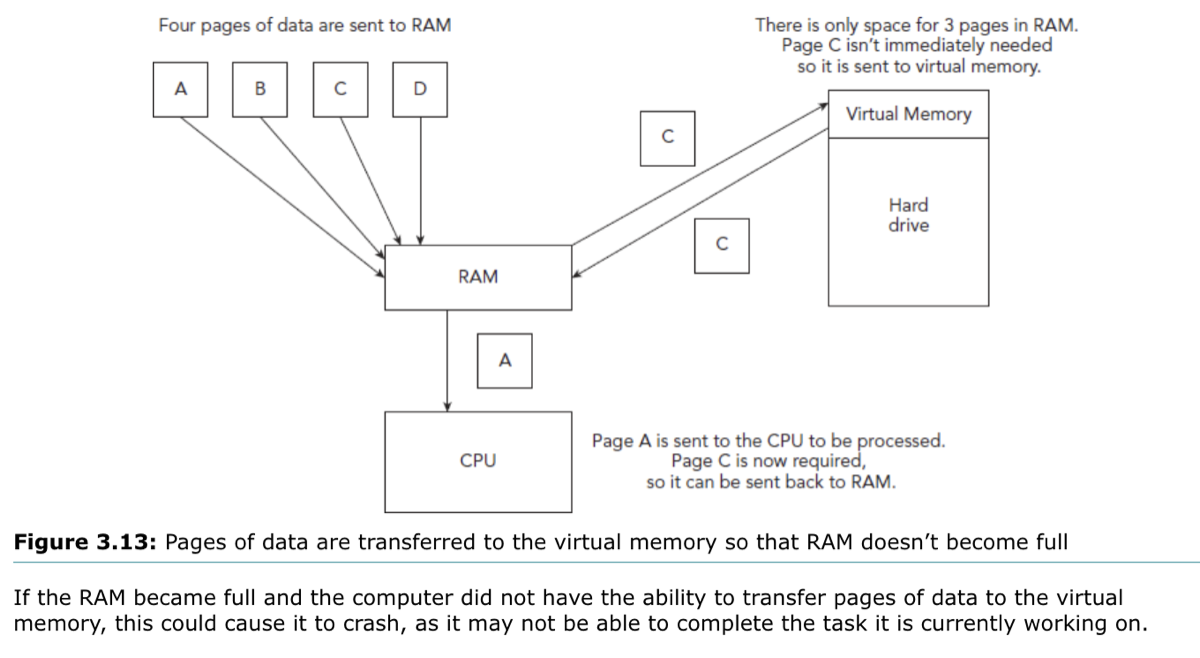 Four pages of data are sent to RAM
There is only space for 3 pages in RAM.
Page C isn't immediately needed
so it is sent to virtual memory.
A
B
C
D
C
Virtual Memory
Hard
drive
C
RAM
A
CPU
Page A is sent to the CPU to be processed.
Page C is now required,
so it can be sent back to RAM.
Figure 3.13: Pages of data are transferred to the virtual memory so that RAM doesn't become full
If the RAM became full and the computer did not have the ability to transfer pages of data to the virtual
memory, this could cause it to crash, as it may not be able to complete the task it is currently working on.